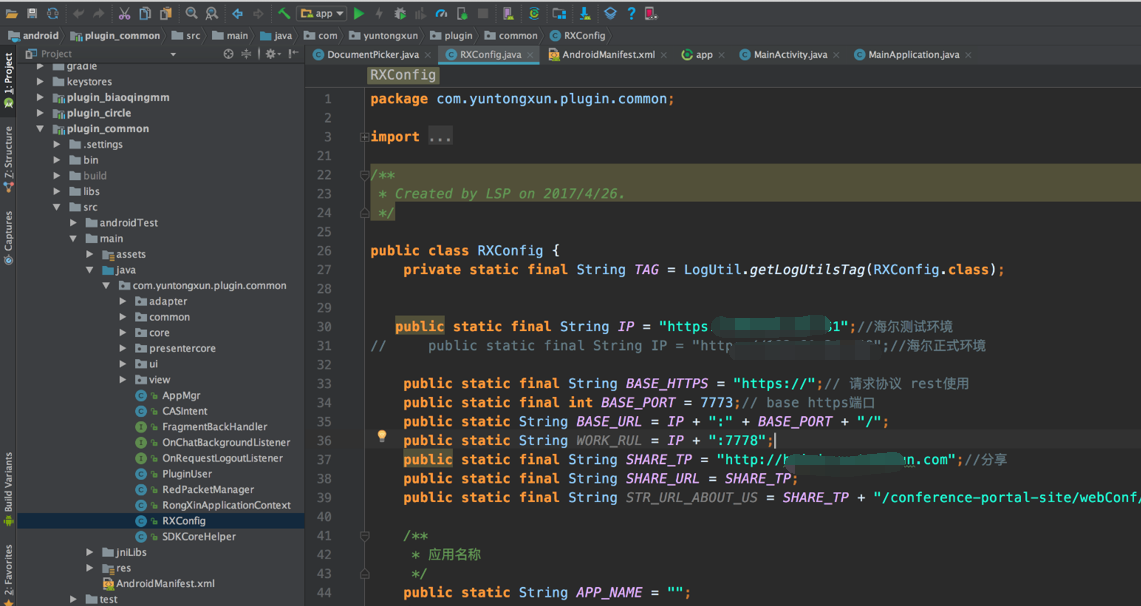 app
android plugin_common src main java com yuntongxun plugin common RXConfig
1: Project
Z: Structure
Captures
Build Variants
2: Favorites
Project
gradle
keystores
plugin_biaoqingmm
plugin_circle
plugin_common
.settings
bin
build
libs
src
androidTest
main
assets
java
com.yuntongxun.plugin.common
adapter
common
core
presentercore
ui
view
AppMgr
CASIntent
FragmentBackHandler
OnChatBackgroundListener
OnRequestLogoutListener
PluginUser
RedPacketManager
RongXinApplicationContext
RXConfig
SDKCoreHelper
jniLibs
res
AndroidManifest.xml
test
DocumentPicker.java RXConfig.java AndroidManifest.xml app MainActivity.java MainApplication.java
RXConfig
1 package com.yuntongxun.plugin.common;
2
3 import ...
21
22 /**
23 * Created by LSP on 2017/4/26.
24 */
25
26 public class RXConfig {
27 private static final String TAG = LogUtil.getLogUtilsTag(RXConfig.class);
28
29
30 public static final String IP = "https: 31";//海尔测试环境
31 // public static final String IP = "http ";//海尔正式环境
32
33 public static final String BASE_HTTPS = "https://";// 请求协议 rest使用
34 public static final int BASE_PORT = 7773;// base https端口
35 public static String BASE_URL = IP + ":" + BASE_PORT + "/";
36 public static String WORK_RUL = IP + ":7778";
37 public static final String SHARE_TP = "http:// n.com";//分享
38 public static final String SHARE_URL = SHARE_TP;
39 public static final String STR_URL_ABOUT_US = SHARE_TP + "/conference-portal-site/webConf/
40
41 /**
42 * 应用名称
43 */
44 public static String APP_NAME = "";